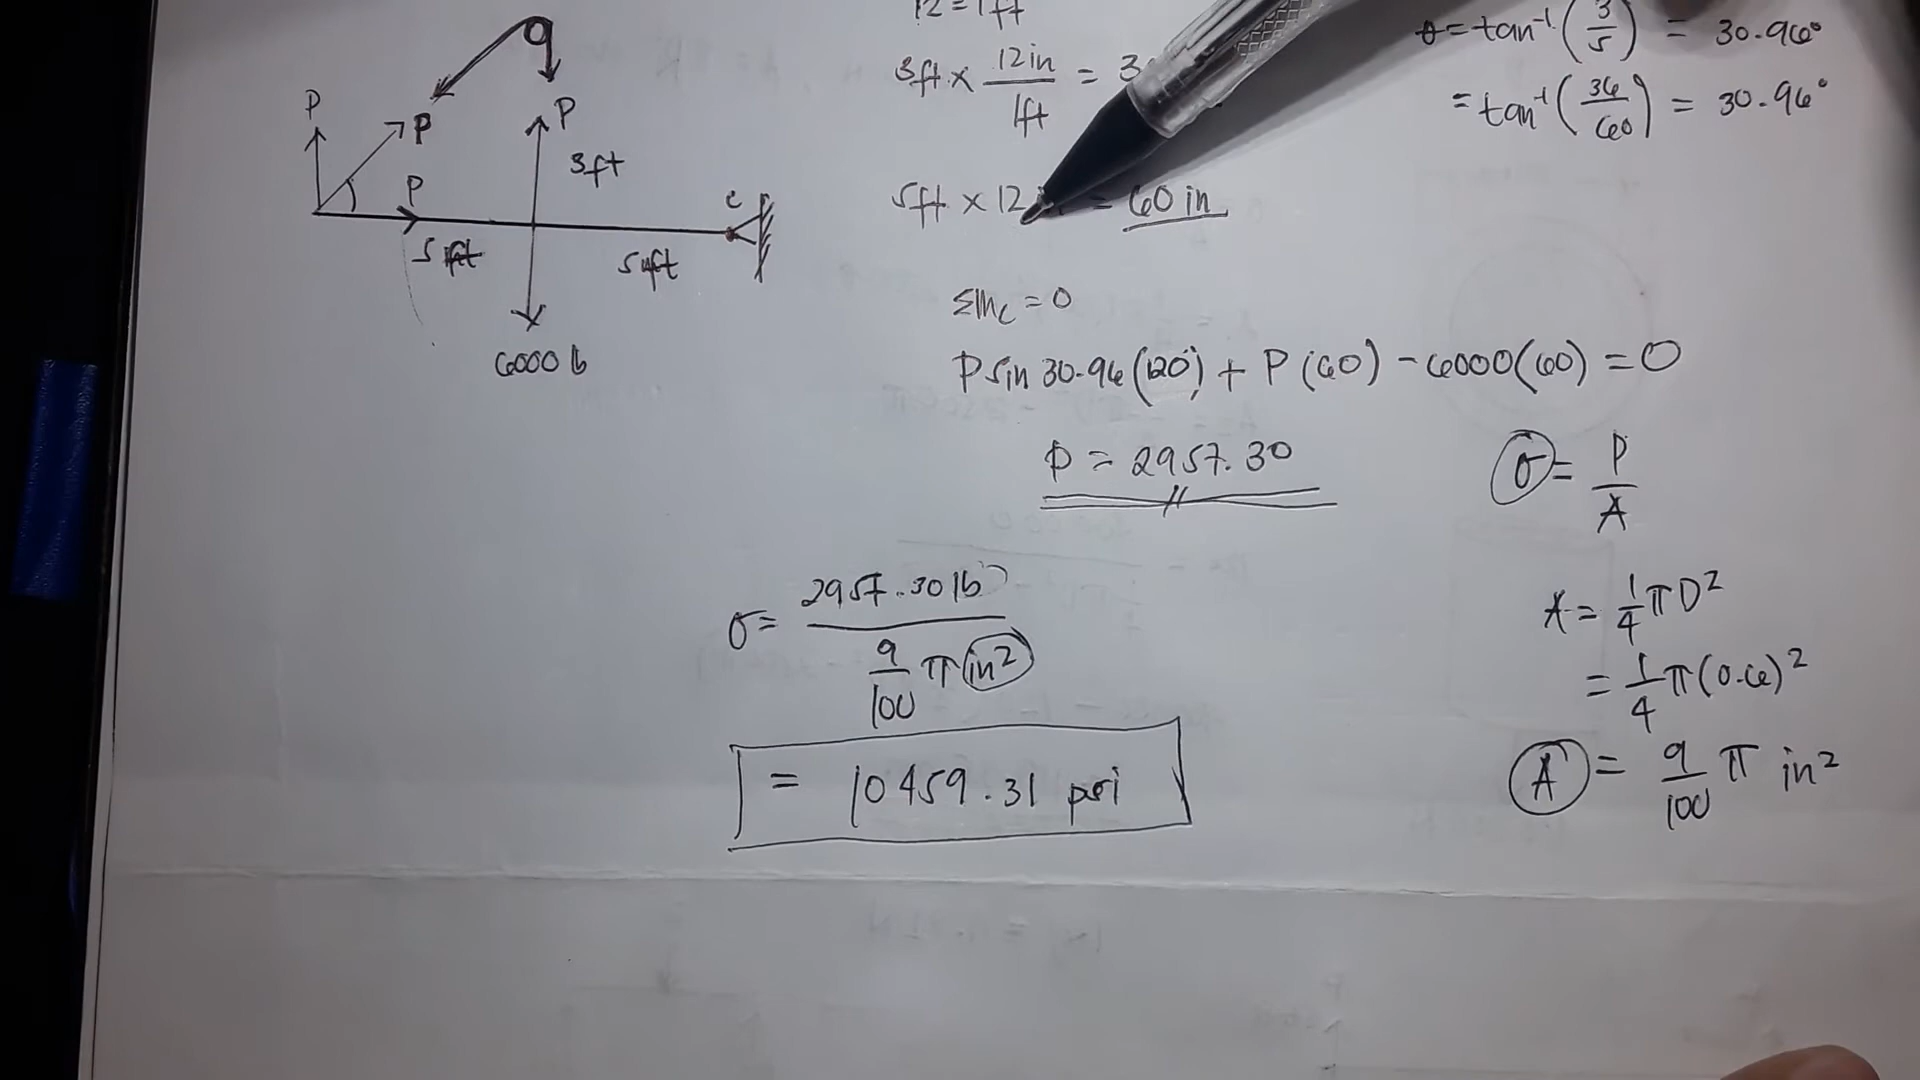 P
P
P
P
3ft
5ft
5ft
C
6000 lb
12 = 1ft
3ft x 12in / 1ft = 3
5ft x 12 = 60 in
ΣMc = 0
P sin 30.96 (120) + P (60) - 6000 (60) = 0
P = 2957.30
σ = 2957.30 lb / 9/100 π in²
= 10459.31 psi
θ = tan⁻¹ (3/5) = 30.96°
= tan⁻¹ (36/60) = 30.96°
σ = P / A
A = 1/4 π D²
= 1/4 π (0.6)²
A = 9/100 π in²